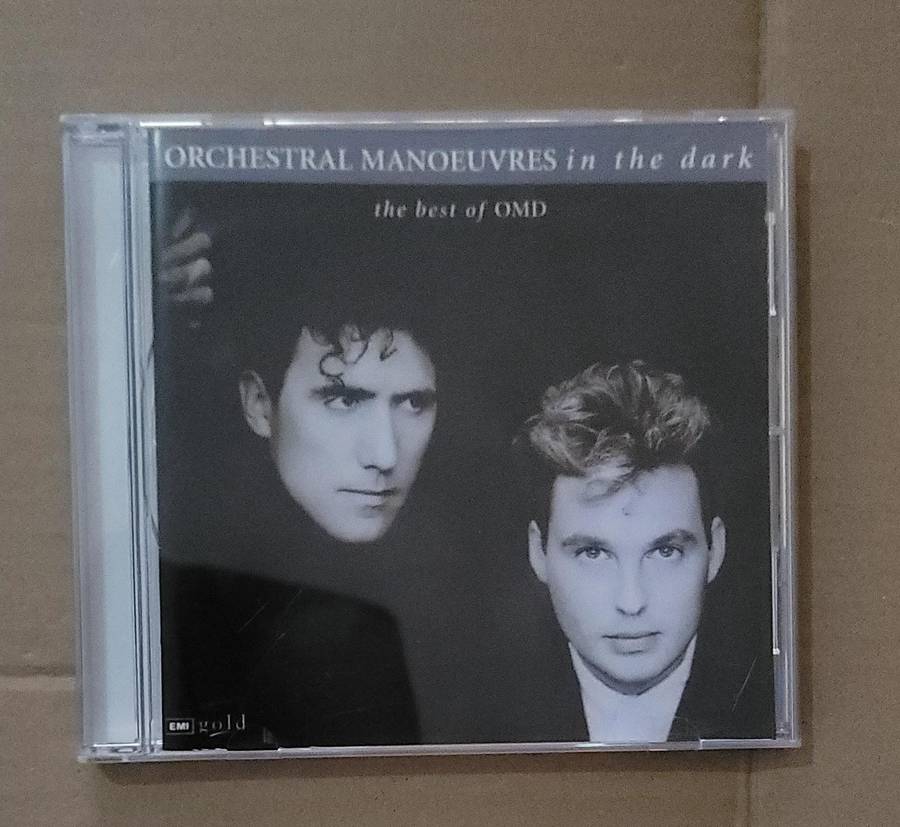 ORCHESTRAL MANOEUVRES in the dark
the best of OMD
EMI gold